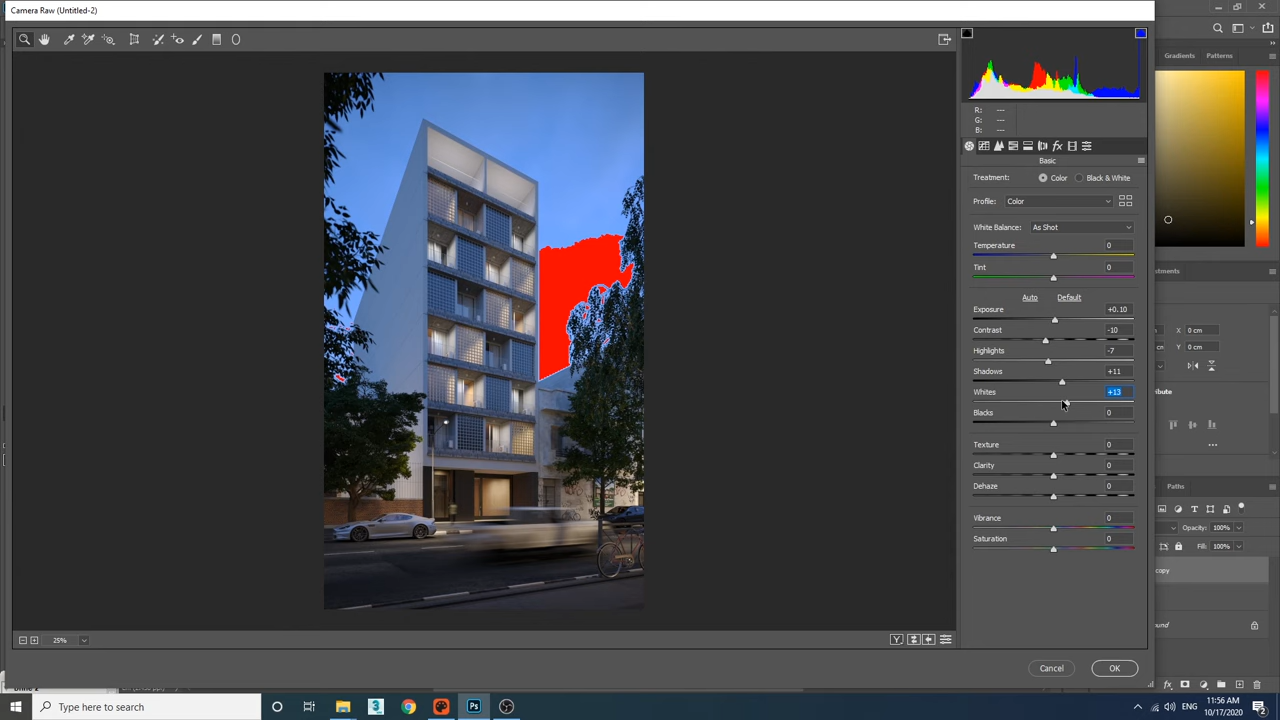 Camera Raw (Untitled-2)
Gradients
Patterns
R: ---
G: ---
B: ---
Basic
Treatment: Color Black & White
Profile: Color
White Balance: As Shot
Temperature 0
Tint 0
Auto Default
Exposure +0.10
Contrast -10
Highlights -7
Shadows +11
Whites +13
Blacks 0
Texture 0
Clarity 0
Dehaze 0
Vibrance 0
Saturation 0
X: 0 cm
Y: 0 cm
Paths
Opacity: 100%
Fill: 100%
copy
Y
25%
Cancel
OK
fx
Type here to search
Ps
ENG
11:56 AM
10/17/2020
2